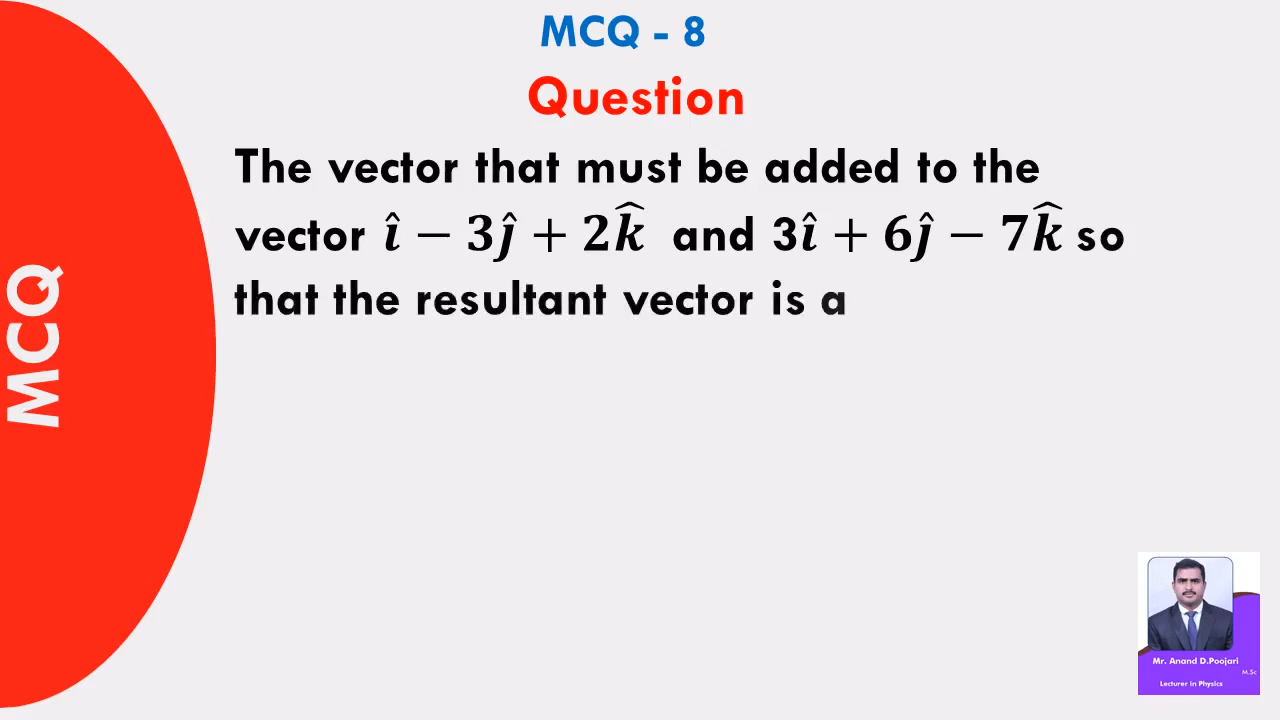 MCQ - 8
Question
The vector that must be added to the
vector î − 3ĵ + 2k̂ and 3î + 6ĵ − 7k̂ so
that the resultant vector is a
MCQ
Mr. Anand D.Poojari
M.Sc
Lecturer in Physics